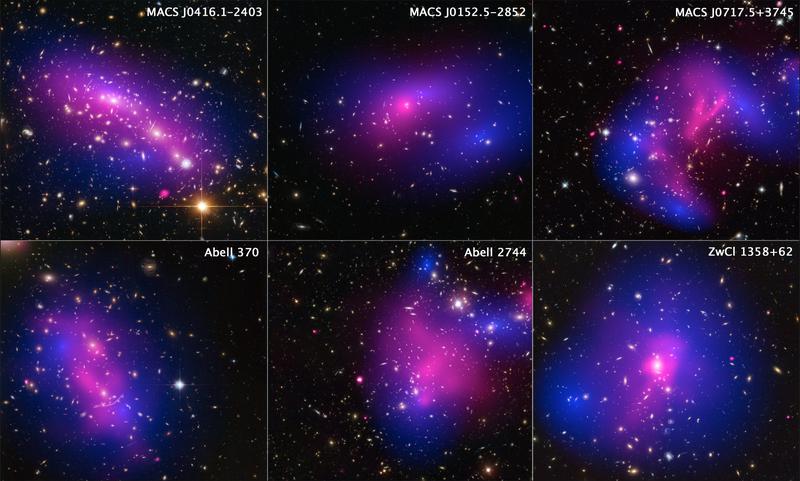 MACS J0416.1–2403
MACS J0152.5–2852
MACS J0717.5+3745
Abell 370
Abell 2744
ZwCl 1358+62